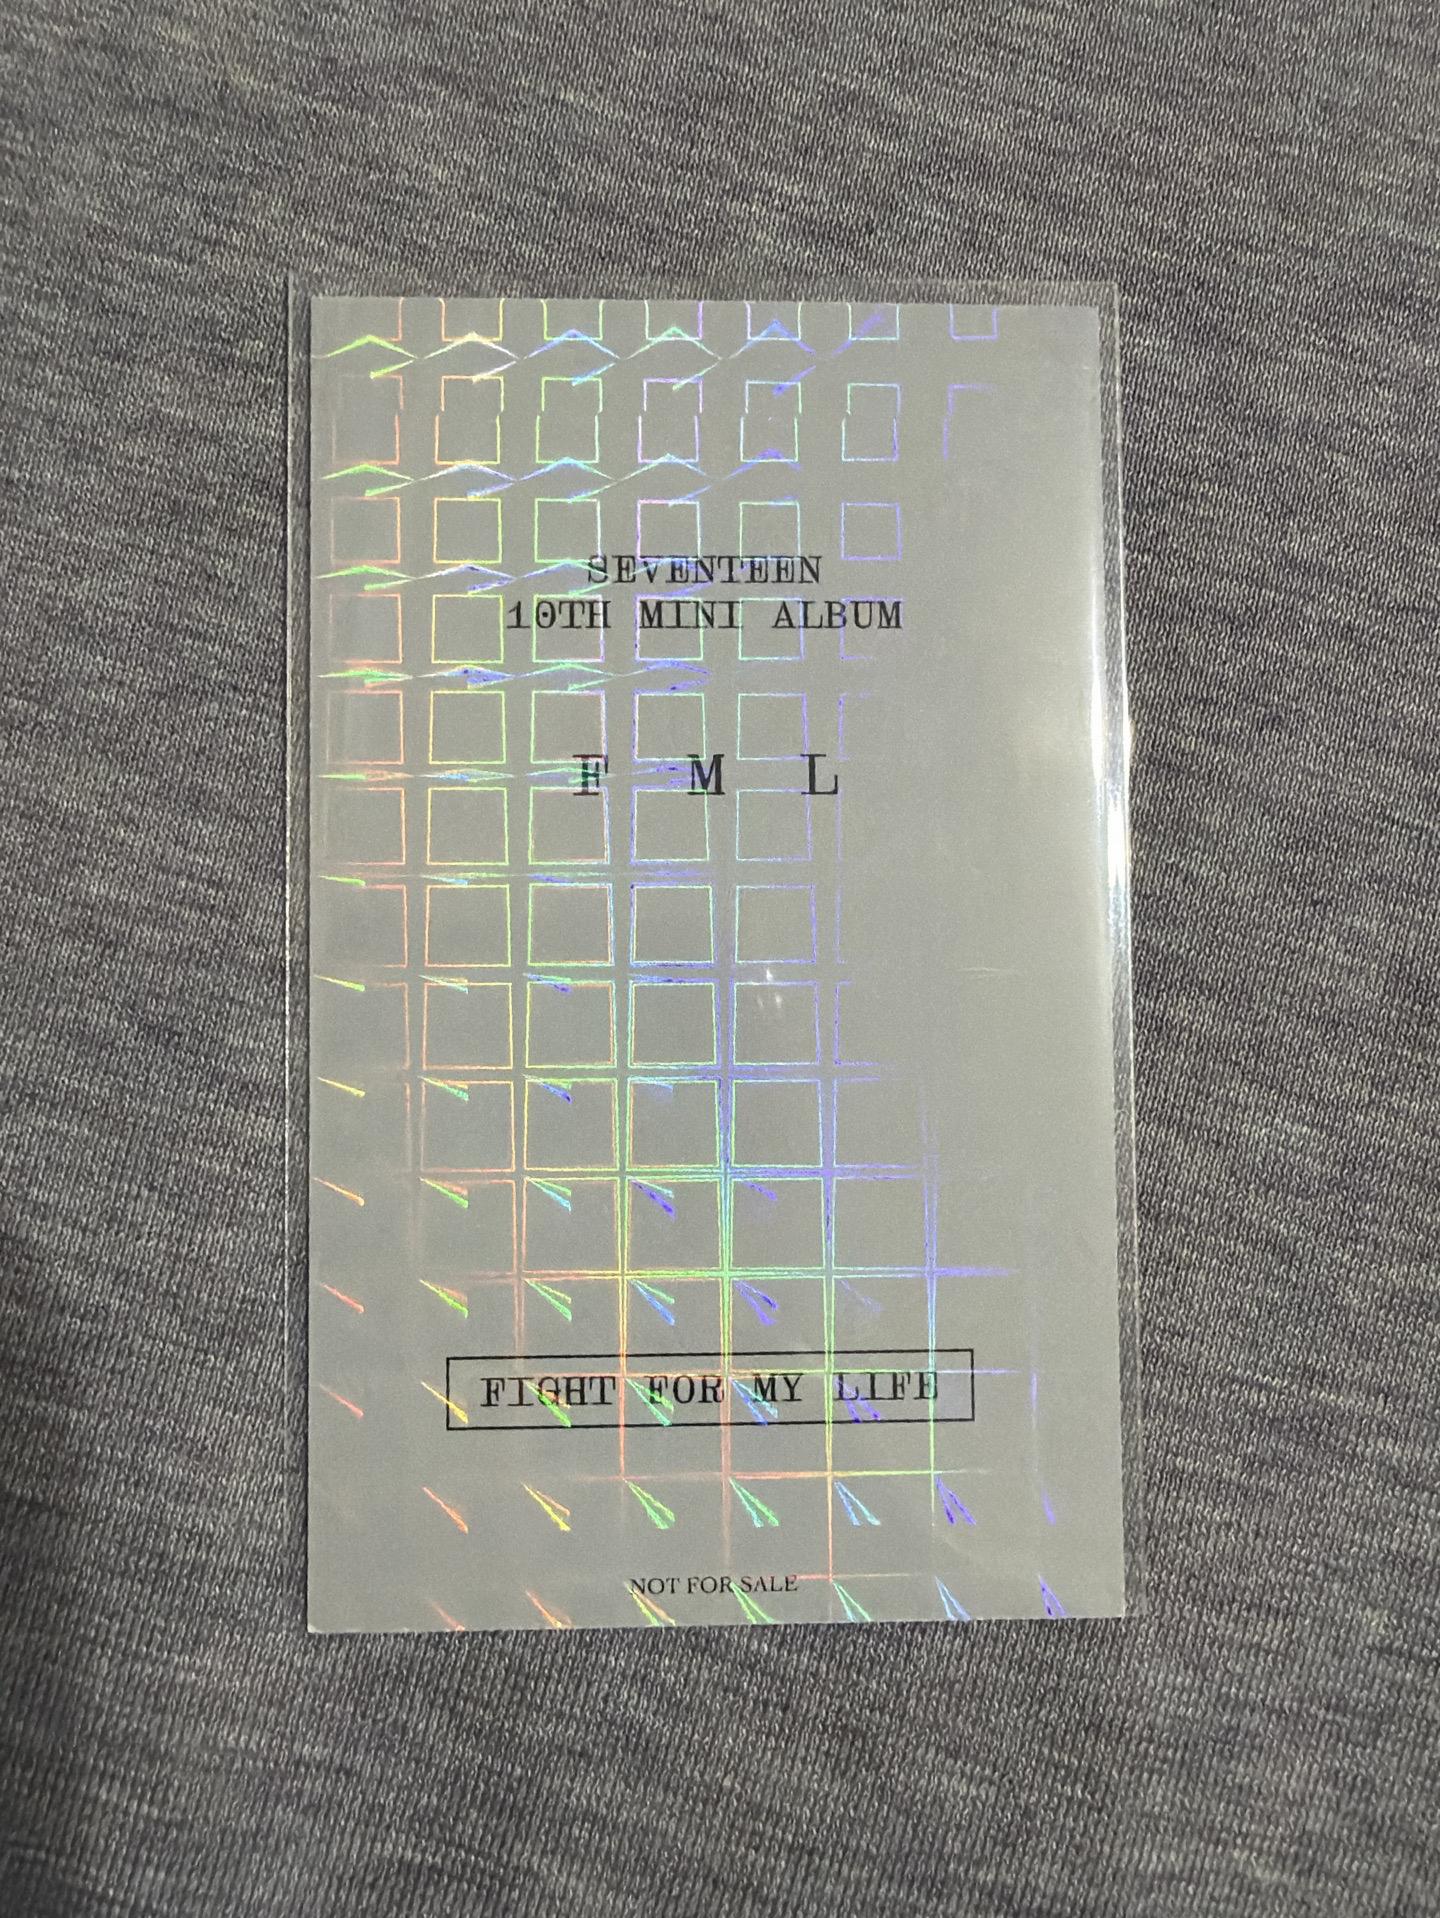 SEVENTEEN
10TH MINI ALBUM
F M L
FIGHT FOR MY LIFE
NOT FOR SALE